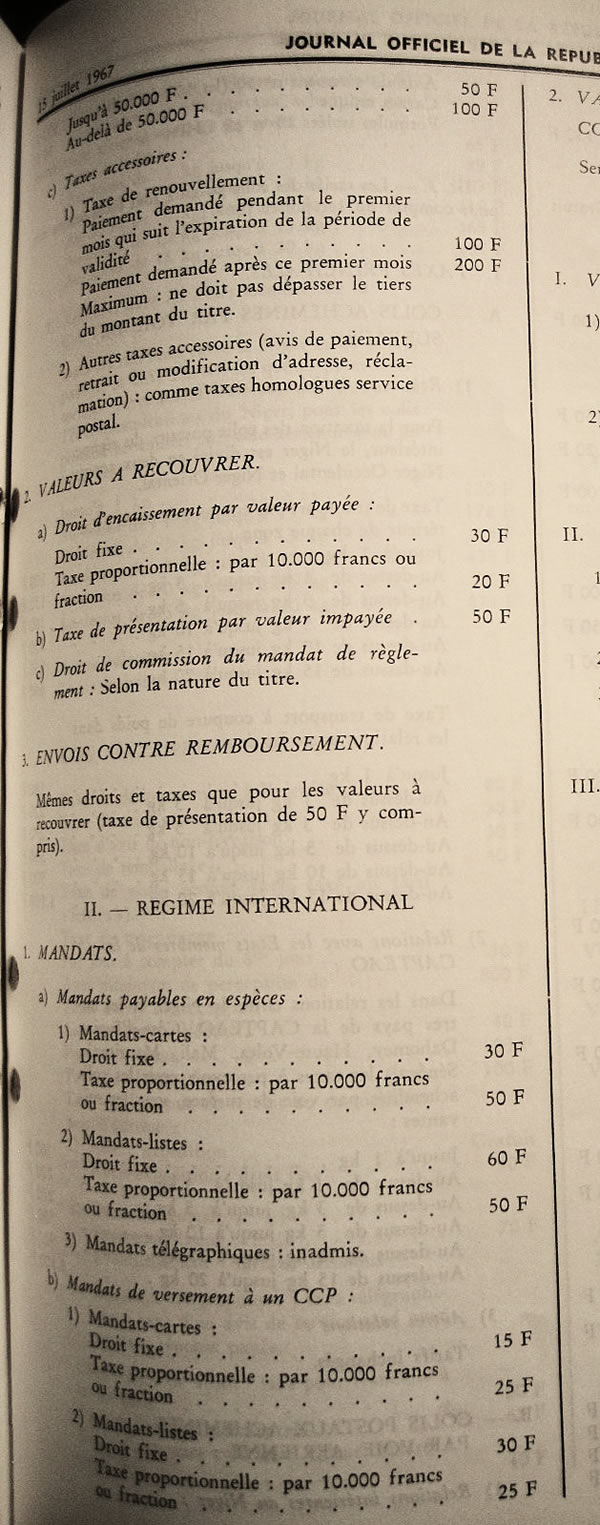 JOURNAL OFFICIEL DE LA REPUB
15 juillet 1967
Jusqu'à 50.000 F . . . . . . . . . . 50 F
Au-delà de 50.000 F . . . . . . . . . 100 F
c) Taxes accessoires :
1) Taxe de renouvellement :
Paiement demandé pendant le premier
mois qui suit l'expiration de la période de
validité . . . . . . . . . . 100 F
Paiement demandé après ce premier mois 200 F
Maximum : ne doit pas dépasser le tiers
du montant du titre.
2) Autres taxes accessoires (avis de paiement,
retrait ou modification d'adresse, récla-
mation) : comme taxes homologues service
postal.
2. VALEURS A RECOUVRER.
a) Droit d'encaissement par valeur payée :
Droit fixe . . . . . . . . . . . 30 F
Taxe proportionnelle : par 10.000 francs ou
fraction . . . . . . . . . . . 20 F
b) Taxe de présentation par valeur impayée . 50 F
c) Droit de commission du mandat de règle-
ment : Selon la nature du titre.
3. ENVOIS CONTRE REMBOURSEMENT.
Mêmes droits et taxes que pour les valeurs à
recouvrer (taxe de présentation de 50 F y com-
pris).
II. — REGIME INTERNATIONAL
1. MANDATS.
a) Mandats payables en espèces :
1) Mandats-cartes :
Droit fixe . . . . . . . . . . . 30 F
Taxe proportionnelle : par 10.000 francs
ou fraction . . . . . . . . . . 50 F
2) Mandats-listes :
Droit fixe . . . . . . . . . . . 60 F
Taxe proportionnelle : par 10.000 francs
ou fraction . . . . . . . . . . 50 F
3) Mandats télégraphiques : inadmis.
b) Mandats de versement à un CCP :
1) Mandats-cartes :
Droit fixe . . . . . . . . . . . 15 F
Taxe proportionnelle : par 10.000 francs
ou fraction . . . . . . . . . . 25 F
2) Mandats-listes :
Droit fixe . . . . . . . . . . . 30 F
Taxe proportionnelle : par 10.000 francs
ou fraction . . . . . . . . . . 25 F
2. VA
CO
Ser
I. V
1)
2)
II.
1
2
III.